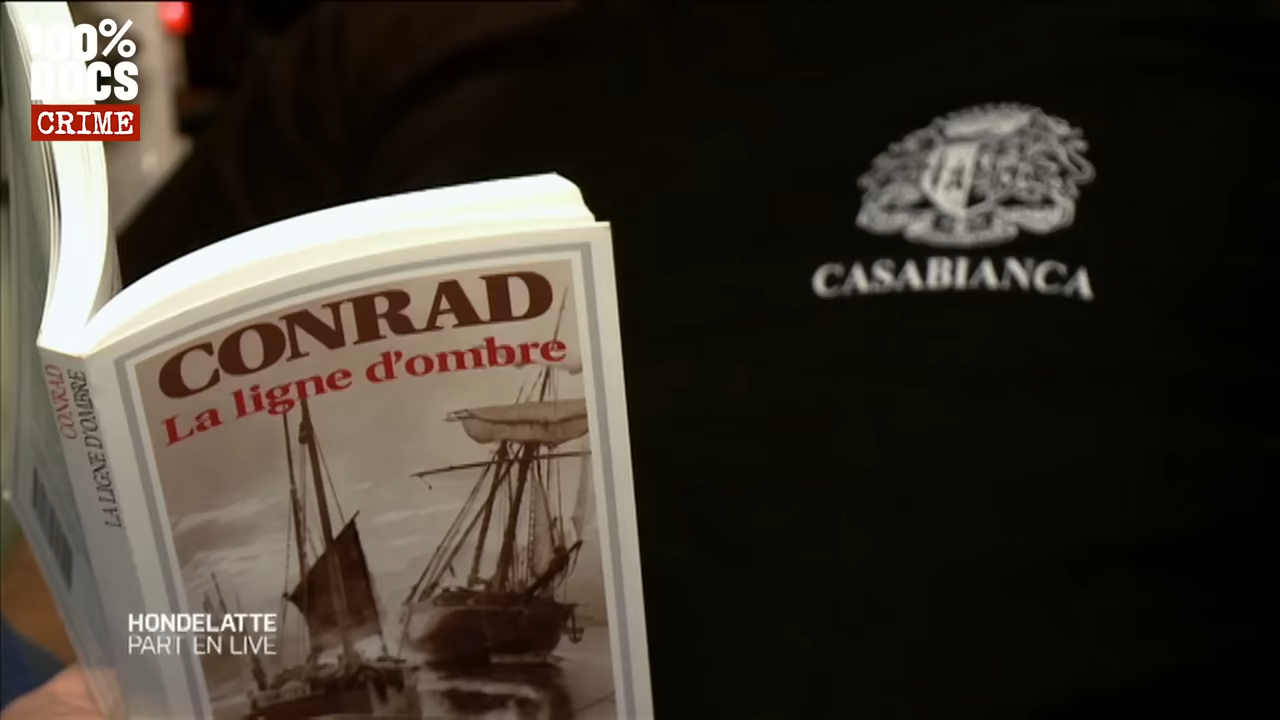 100%
DOCS
CRIME
CASABIANCA
CONRAD
La ligne d'ombre
CONRAD
LA LIGNE D'OMBRE
HONDELATTE
PART EN LIVE